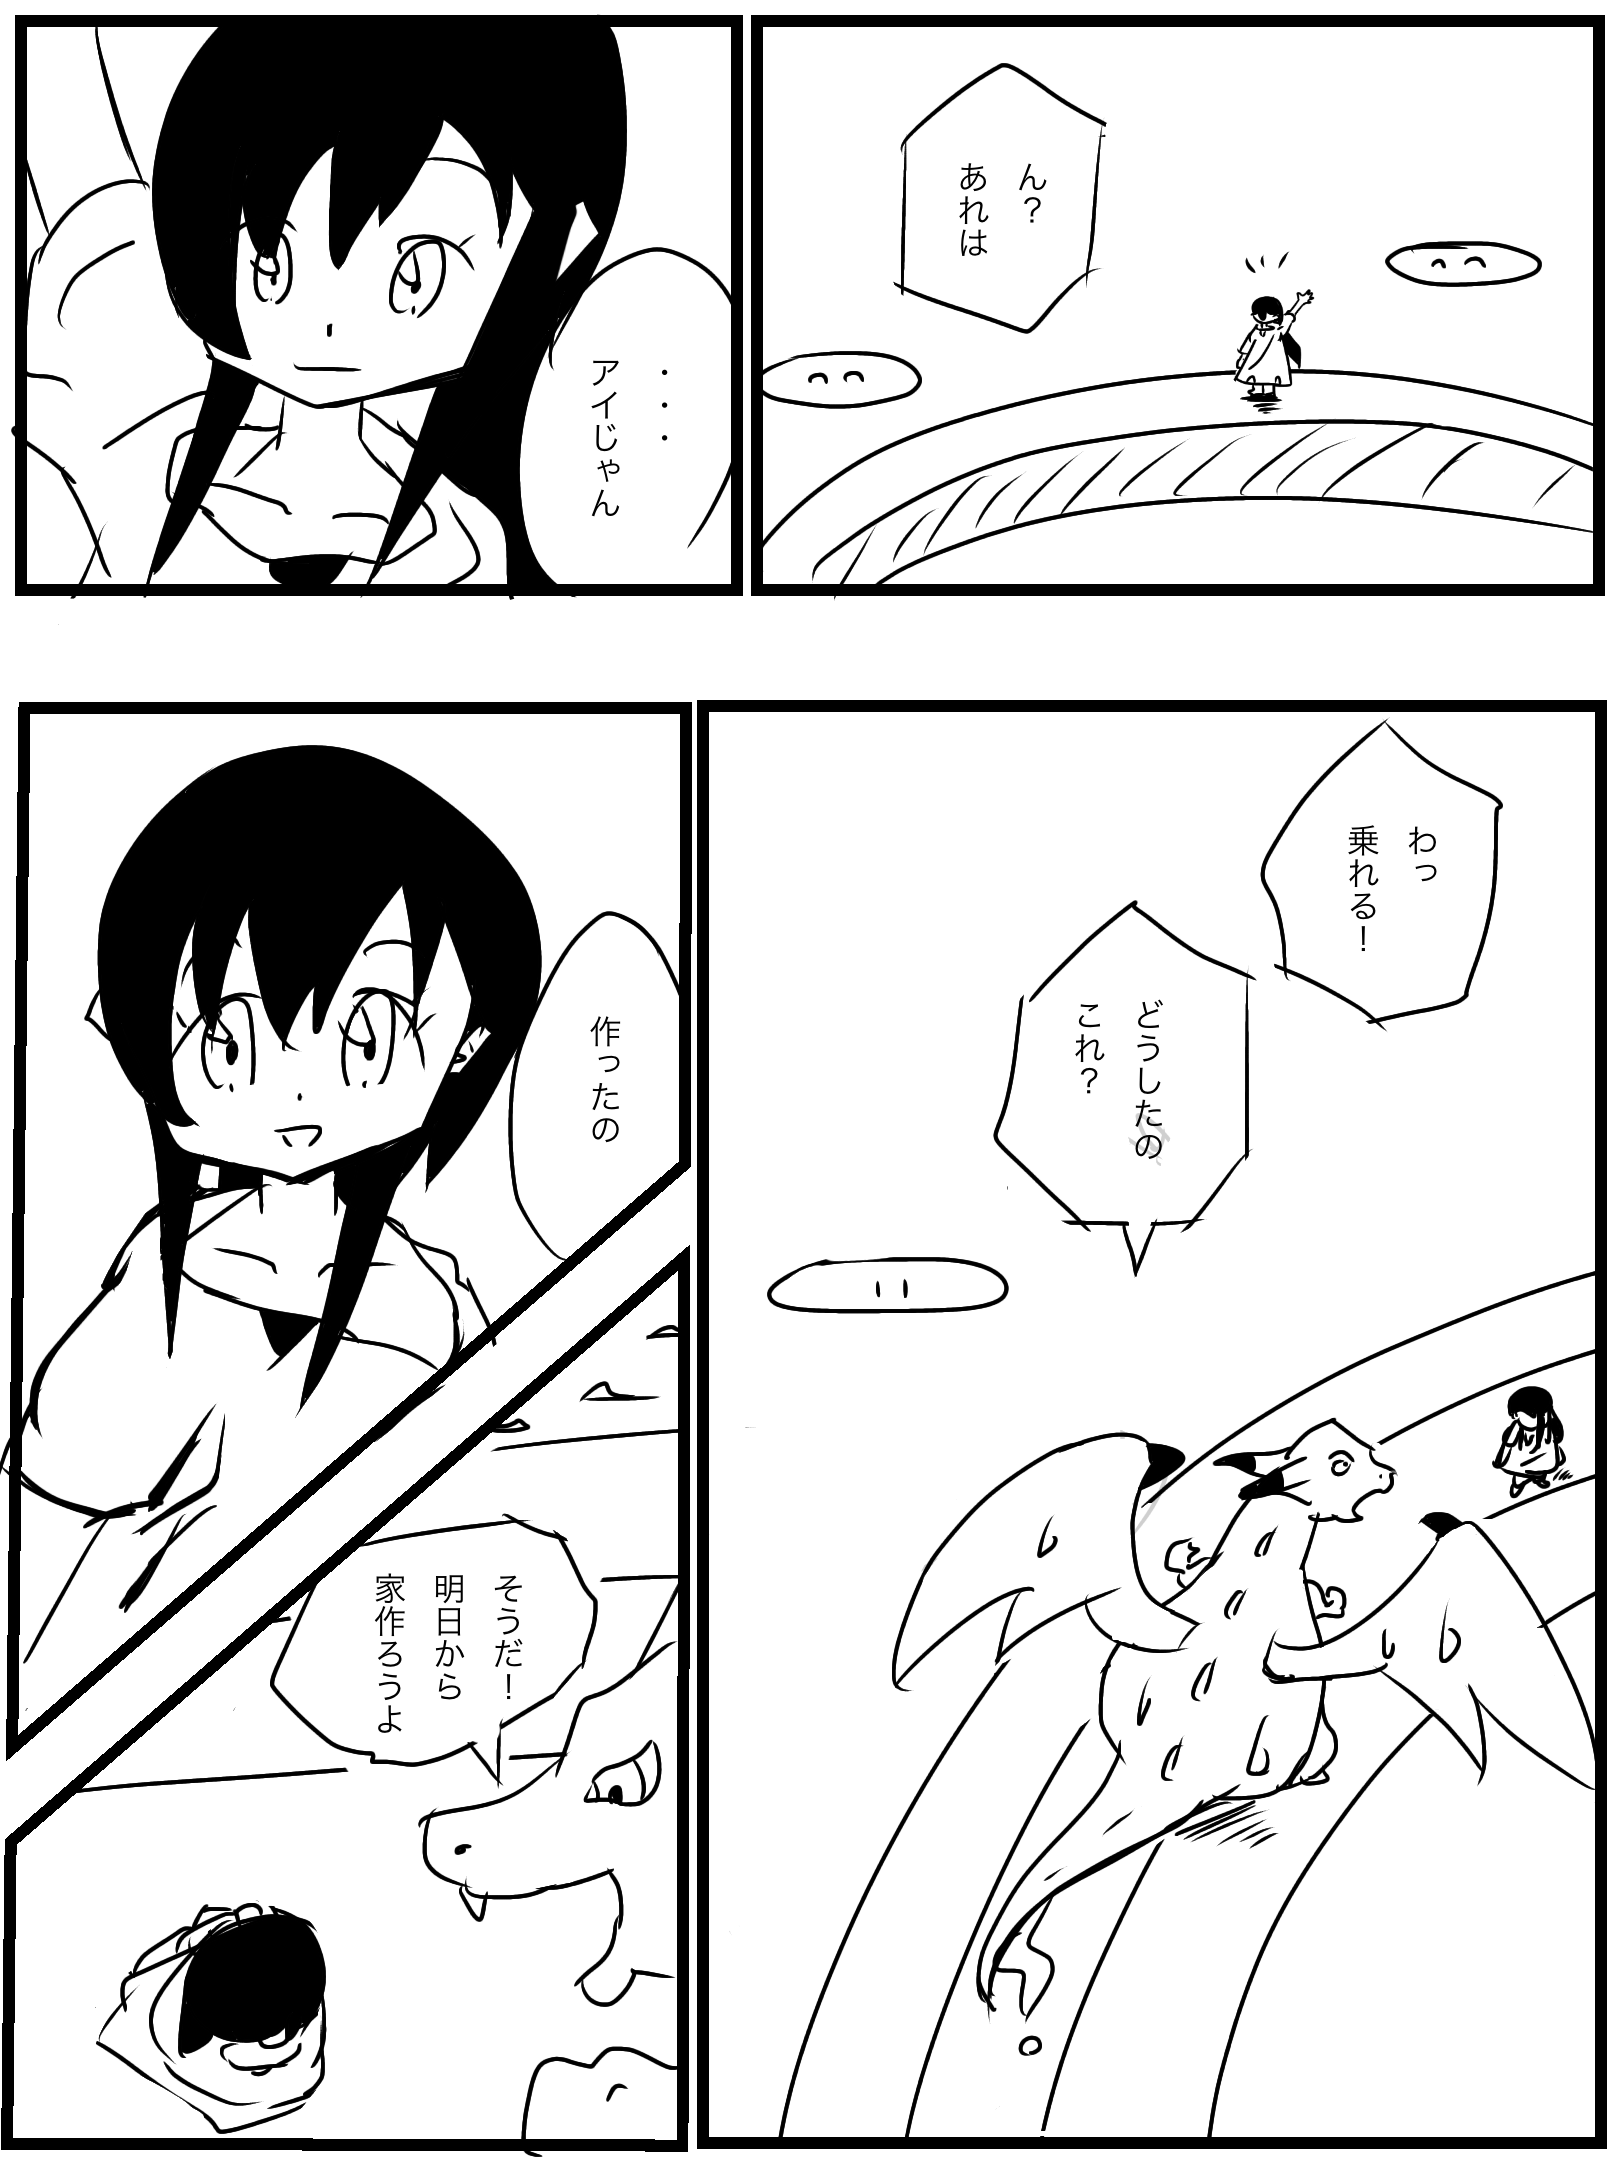 ん？
あれは
・・・
アイじゃん
わっ
乗れる！
どうしたの
これ？
作ったの
そうだ！
明日から
家作ろうよ